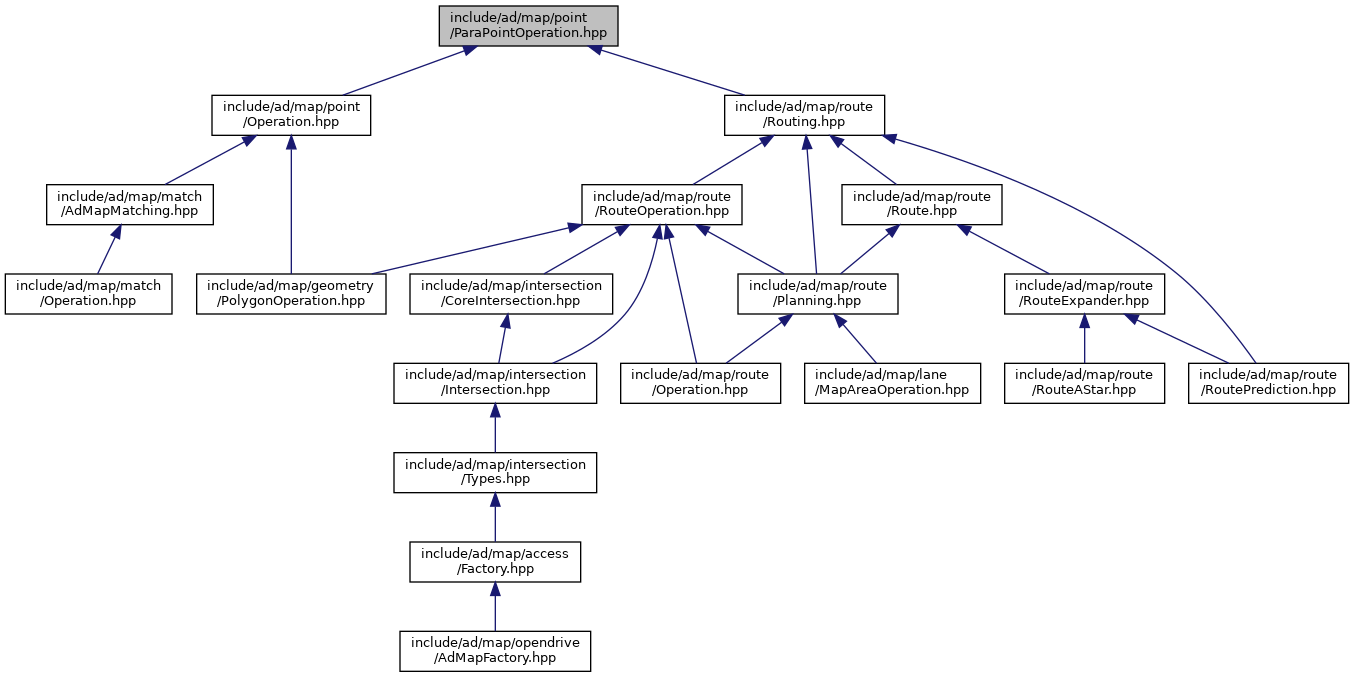 include/ad/map/point
/ParaPointOperation.hpp
include/ad/map/point
/Operation.hpp
include/ad/map/route
/Routing.hpp
include/ad/map/match
/AdMapMatching.hpp
include/ad/map/route
/RouteOperation.hpp
include/ad/map/route
/Route.hpp
include/ad/map/match
/Operation.hpp
include/ad/map/geometry
/PolygonOperation.hpp
include/ad/map/intersection
/CoreIntersection.hpp
include/ad/map/route
/Planning.hpp
include/ad/map/route
/RouteExpander.hpp
include/ad/map/intersection
/Intersection.hpp
include/ad/map/route
/Operation.hpp
include/ad/map/lane
/MapAreaOperation.hpp
include/ad/map/route
/RouteAStar.hpp
include/ad/map/route
/RoutePrediction.hpp
include/ad/map/intersection
/Types.hpp
include/ad/map/access
/Factory.hpp
include/ad/map/opendrive
/AdMapFactory.hpp